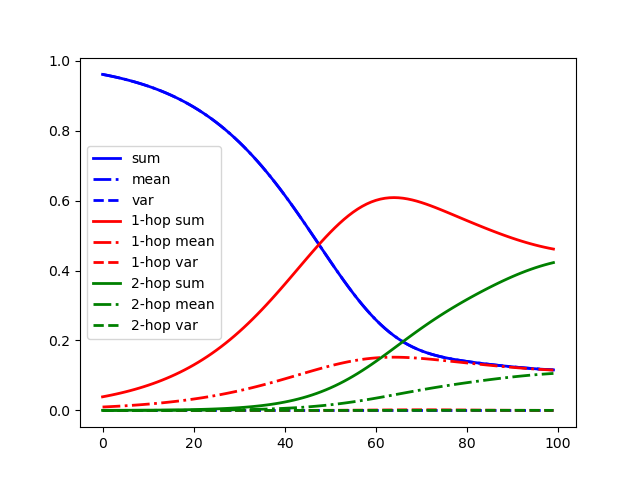 1.0
0.8
0.6
0.4
0.2
0.0
sum
mean
var
1-hop sum
1-hop mean
1-hop var
2-hop sum
2-hop mean
2-hop var
0 20 40 60 80 100